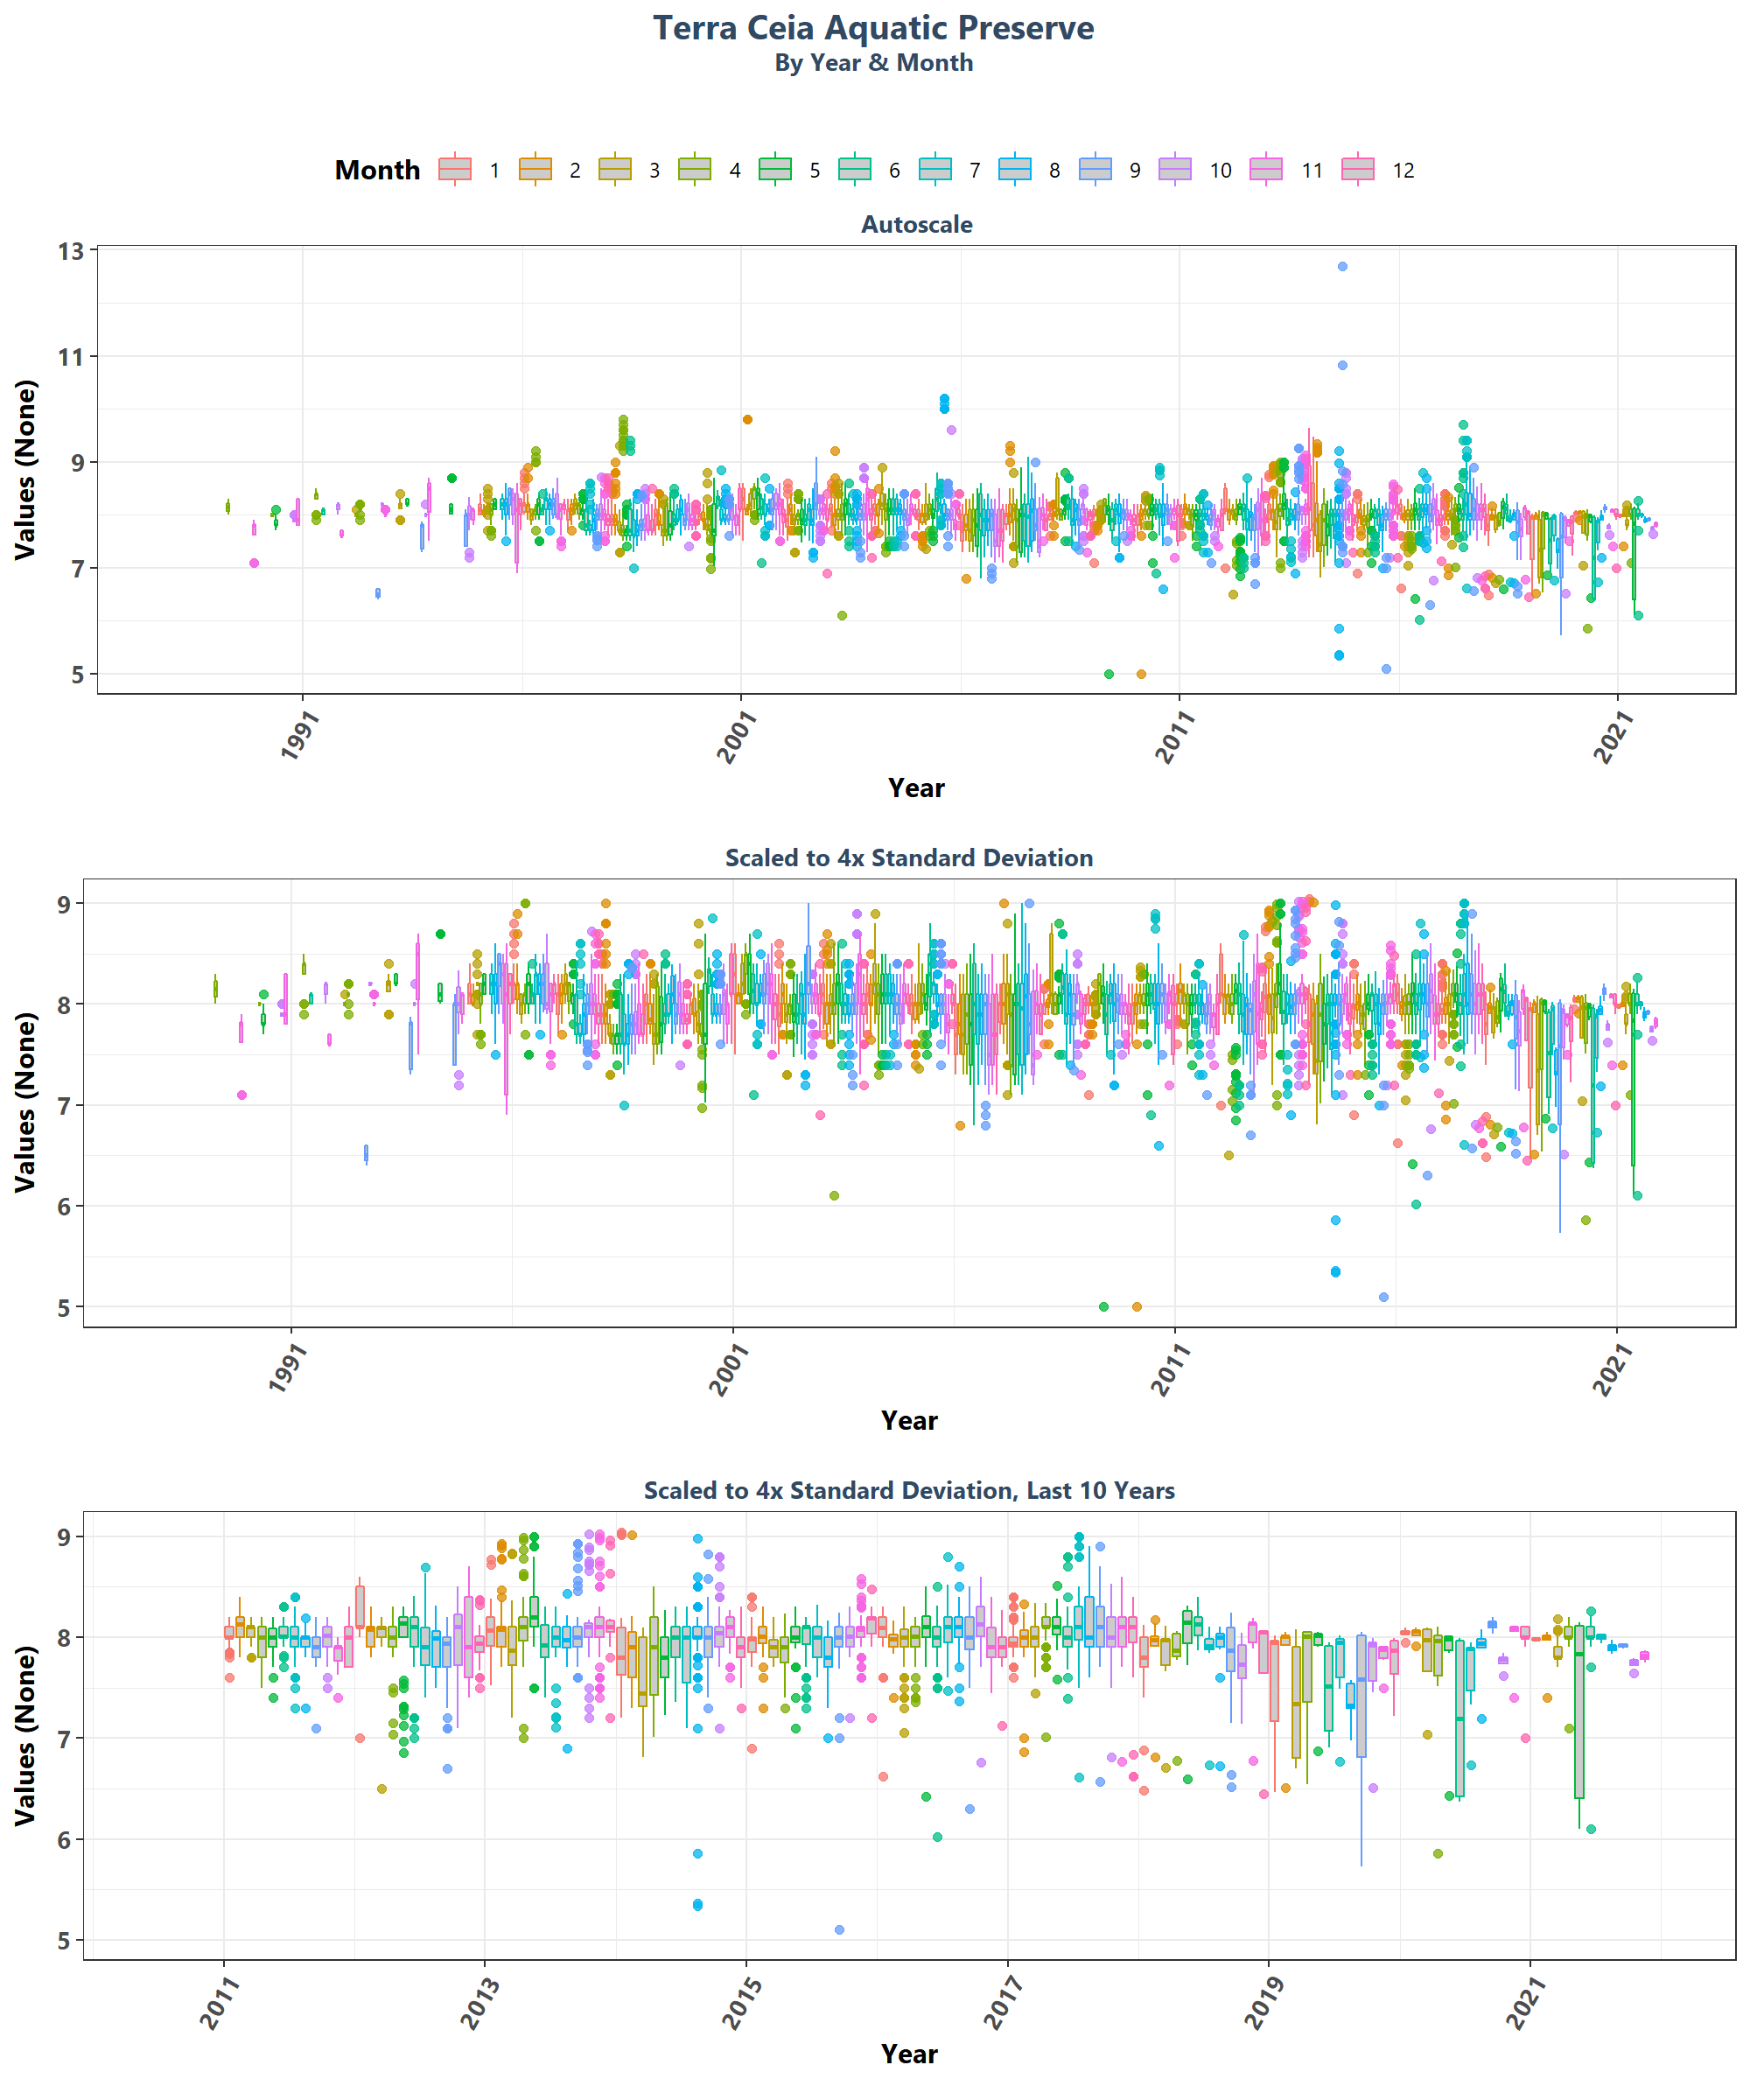 Terra Ceia Aquatic Preserve
By Year & Month
Month 1 2 3 4 5 6 7 8 9 10 11 12
Autoscale
13
11
9
7
5
Values (None)
1991 2001 2011 2021
Year
Scaled to 4x Standard Deviation
9
8
7
6
5
Values (None)
1991 2001 2011 2021
Year
Scaled to 4x Standard Deviation, Last 10 Years
9
8
7
6
5
Values (None)
2011 2013 2015 2017 2019 2021
Year